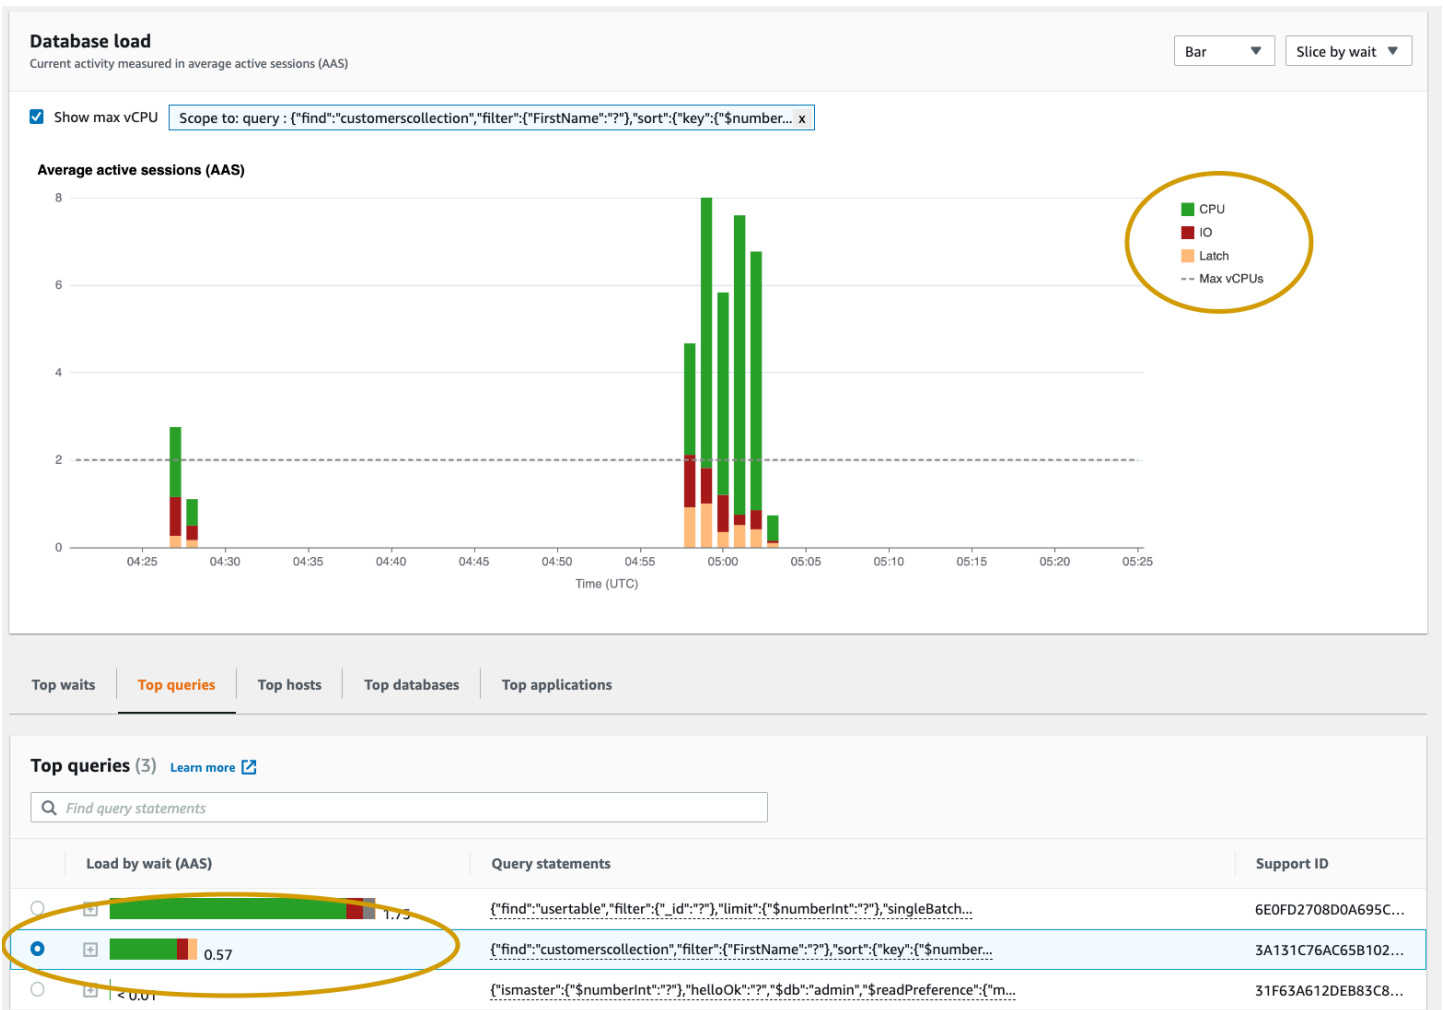 Database load
Current activity measured in average active sessions (AAS)
Bar
Slice by wait
Show max vCPU
Scope to: query : {"find":"customerscollection","filter":{"FirstName":"?"},"sort":{"key":{"$number... x
Average active sessions (AAS)
8
6
4
2
0
CPU
IO
Latch
Max vCPUs
04:25 04:30 04:35 04:40 04:45 04:50 04:55 05:00 05:05 05:10 05:15 05:20 05:25
Time (UTC)
Top waits Top queries Top hosts Top databases Top applications
Top queries (3) Learn more
Find query statements
Load by wait (AAS) Query statements Support ID
1.75 {"find":"usertable","filter":{"_id":"?"},"limit":{"$numberInt":"?"},"singleBatch... 6E0FD2708D0A695C...
0.57 {"find":"customerscollection","filter":{"FirstName":"?"},"sort":{"key":{"$number... 3A131C76AC65B102...
< 0.01 {"ismaster":{"$numberInt":"?"},"helloOk":"?","$db":"admin","$readPreference":{"m... 31F63A612DEB83C8...